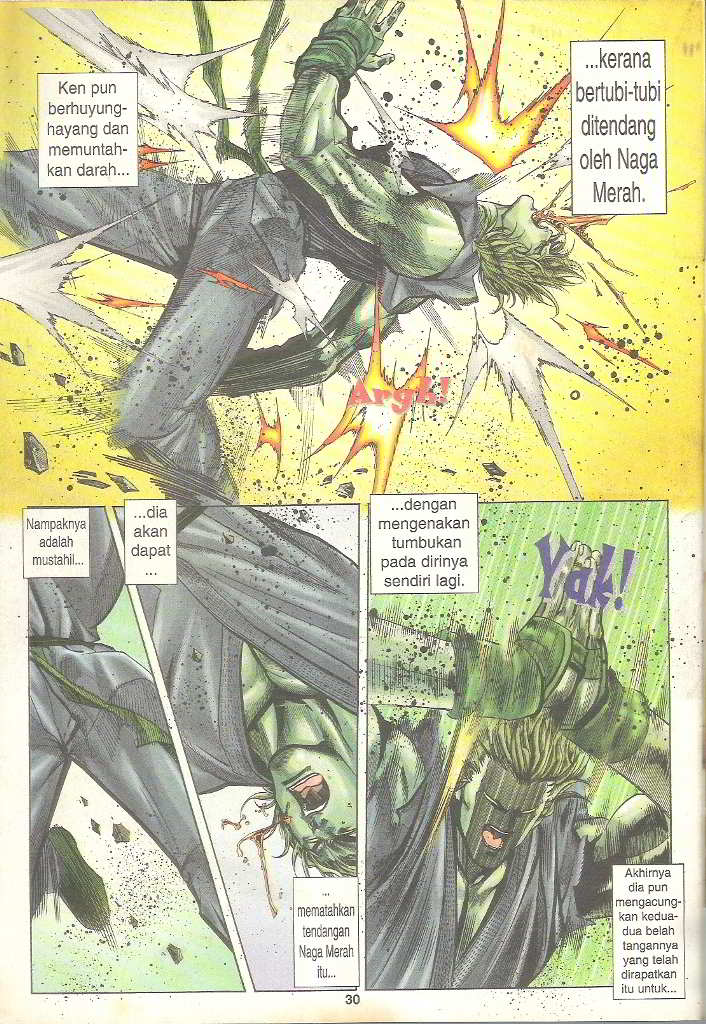 Ken pun
berhuyung-
hayang dan
memuntah-
kan darah...
...kerana
bertubi-tubi
ditendang
oleh Naga
Merah.
Argh!
Nampaknya
adalah
mustahil...
...dia
akan
dapat
...
...
mematahkan
tendangan
Naga Merah
itu...
...dengan
mengenakan
tumbukan
pada dirinya
sendiri lagi.
Yak!
Akhirnya
dia pun
mengacung-
kan kedua-
dua belah
tangannya
yang telah
dirapatkan
itu untuk...
30